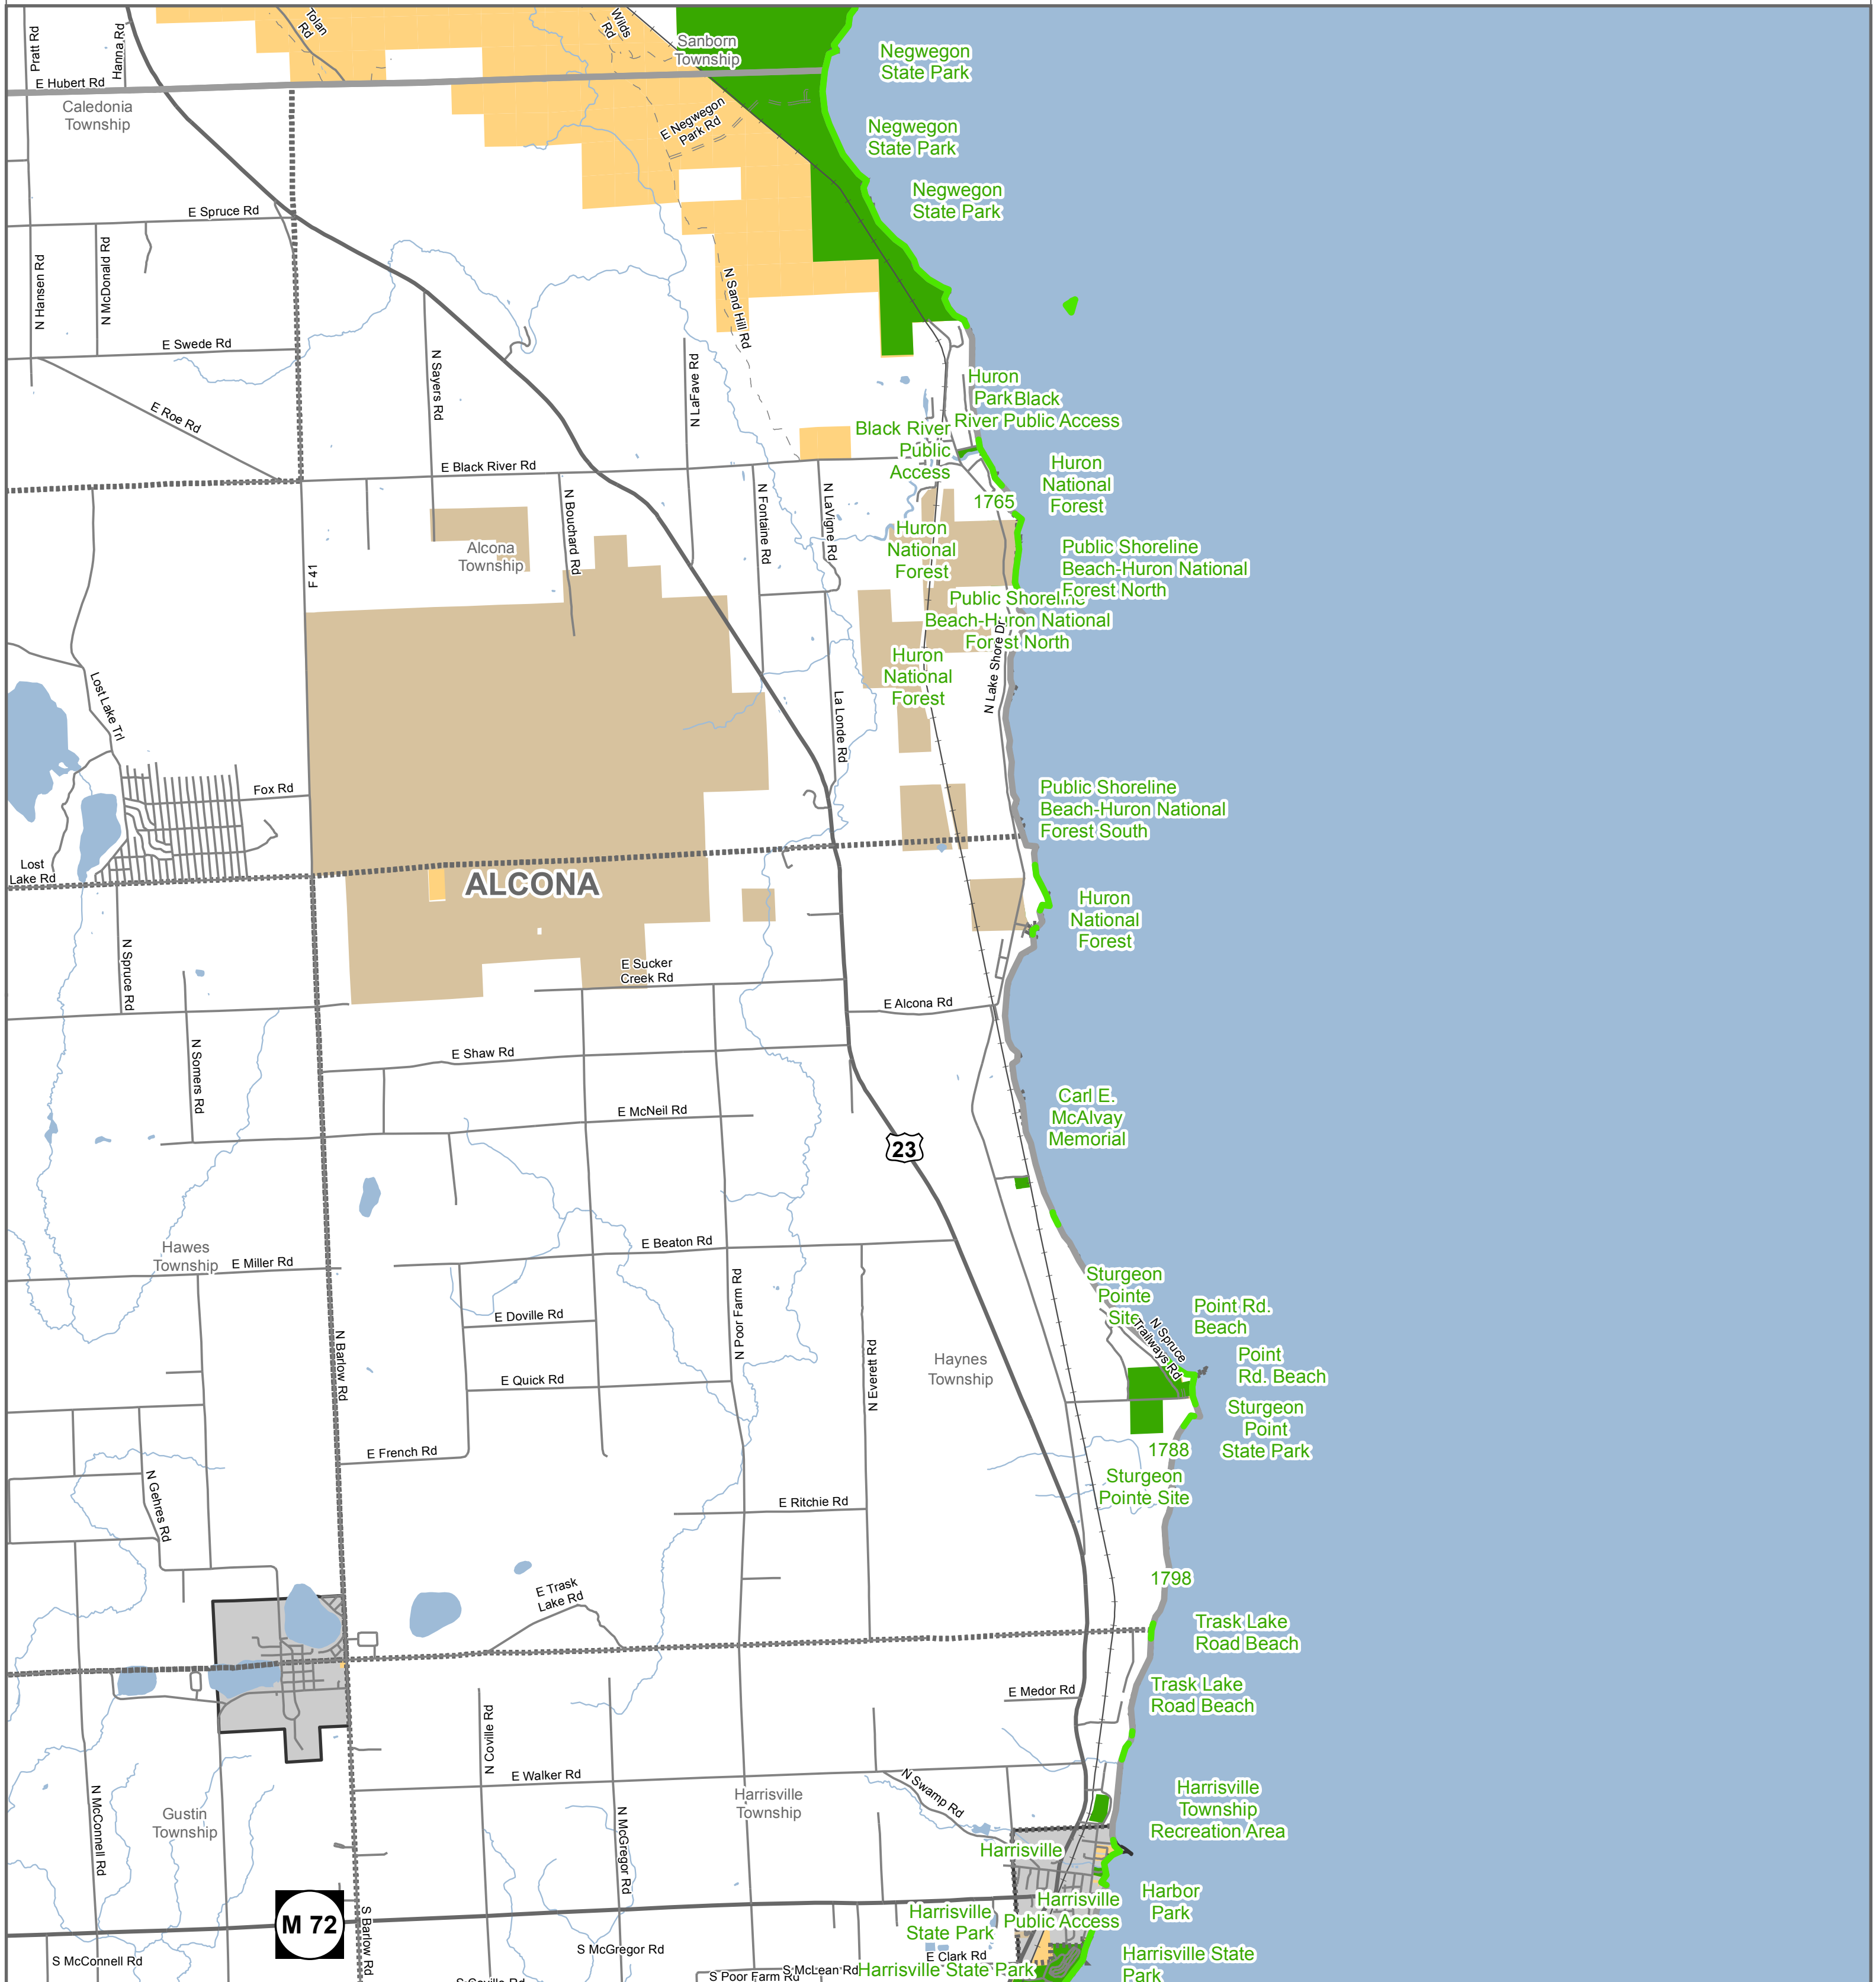 Pratt Rd
Hanna Rd
Tolan
Rd
Wilds
Rd
Sanborn
Township
Negwegon
State Park
E Hubert Rd
Caledonia
Township
E Negwegon
Park Rd
Negwegon
State Park
Negwegon
State Park
E Spruce Rd
N Hansen Rd
N McDonald Rd
N Sand Hill Rd
E Swede Rd
N Sayers Rd
N LaFave Rd
E Roe Rd
Huron
Park
Black
River Public Access
Black River
Public
Access
E Black River Rd
Huron
National
Forest
1765
N Bouchard Rd
N Fontaine Rd
N LaVigne Rd
Alcona
Township
F 41
Huron
National
Forest
Public Shoreline
Beach-Huron National
Forest North
Public Shoreline
Beach-Huron National
Forest North
Huron
National
Forest
N Lake Shore Dr
Lost Lake Trl
La Londe Rd
Fox Rd
Public Shoreline
Beach-Huron National
Forest South
Lost
Lake Rd
ALCONA
Huron
National
Forest
N Spruce Rd
E Sucker
Creek Rd
E Alcona Rd
N Somers Rd
E Shaw Rd
E McNeil Rd
Carl E.
McAlvay
Memorial
23
Hawes
Township
E Miller Rd
E Beaton Rd
N Poor Farm Rd
Sturgeon
Pointe
Site
Point Rd.
Beach
N Spruce
Trailways Rd
E Doville Rd
N Barlow Rd
N Everett Rd
Haynes
Township
Point
Rd. Beach
E Quick Rd
Sturgeon
Point
State Park
E French Rd
1788
N Gehres Rd
Sturgeon
Pointe Site
E Ritchie Rd
1798
E Trask
Lake Rd
Trask Lake
Road Beach
E Medor Rd
Trask Lake
Road Beach
N Coville Rd
E Walker Rd
N McConnell Rd
Gustin
Township
N McGregor Rd
Harrisville
Township
N Swamp Rd
Harrisville
Township
Recreation Area
Harrisville
Harbor
Park
Harrisville
Public Access
Harrisville
State Park
M 72
S Barlow Rd
S McConnell Rd
S McGregor Rd
E Clark Rd
Harrisville State
Park
S Coville Rd
S Poor Farm Rd
S McLean Rd
Harrisville State Park